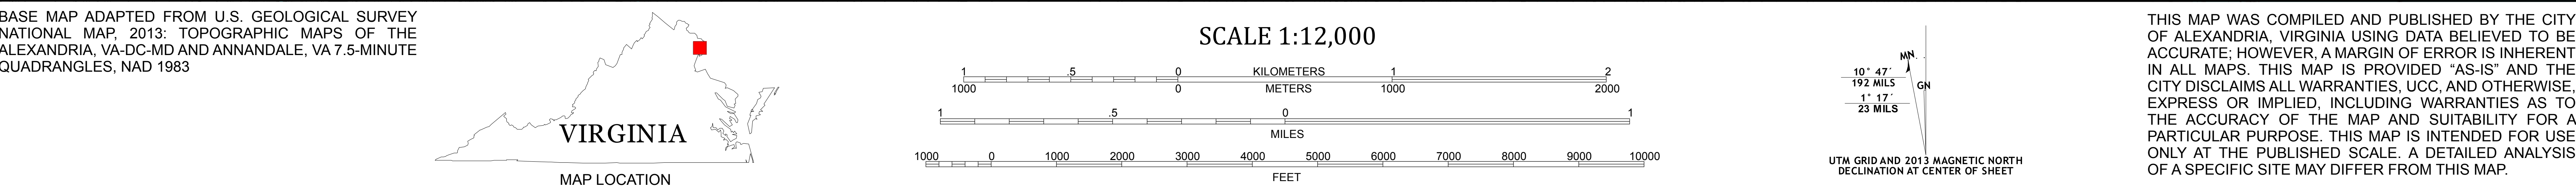 BASE MAP ADAPTED FROM U.S. GEOLOGICAL SURVEY
NATIONAL MAP, 2013: TOPOGRAPHIC MAPS OF THE
ALEXANDRIA, VA-DC-MD AND ANNANDALE, VA 7.5-MINUTE
QUADRANGLES, NAD 1983
VIRGINIA
MAP LOCATION
SCALE 1:12,000
1 .5 0 KILOMETERS 1 2
1000 0 METERS 1000 2000
1 .5 0 1
MILES
1000 0 1000 2000 3000 4000 5000 6000 7000 8000 9000 10000
FEET
MN
10° 47´
192 MILS
GN
1° 17´
23 MILS
UTM GRID AND 2013 MAGNETIC NORTH
DECLINATION AT CENTER OF SHEET
THIS MAP WAS COMPILED AND PUBLISHED BY THE CITY
OF ALEXANDRIA, VIRGINIA USING DATA BELIEVED TO BE
ACCURATE; HOWEVER, A MARGIN OF ERROR IS INHERENT
IN ALL MAPS. THIS MAP IS PROVIDED “AS-IS” AND THE
CITY DISCLAIMS ALL WARRANTIES, UCC, AND OTHERWISE,
EXPRESS OR IMPLIED, INCLUDING WARRANTIES AS TO
THE ACCURACY OF THE MAP AND SUITABILITY FOR A
PARTICULAR PURPOSE. THIS MAP IS INTENDED FOR USE
ONLY AT THE PUBLISHED SCALE. A DETAILED ANALYSIS
OF A SPECIFIC SITE MAY DIFFER FROM THIS MAP.